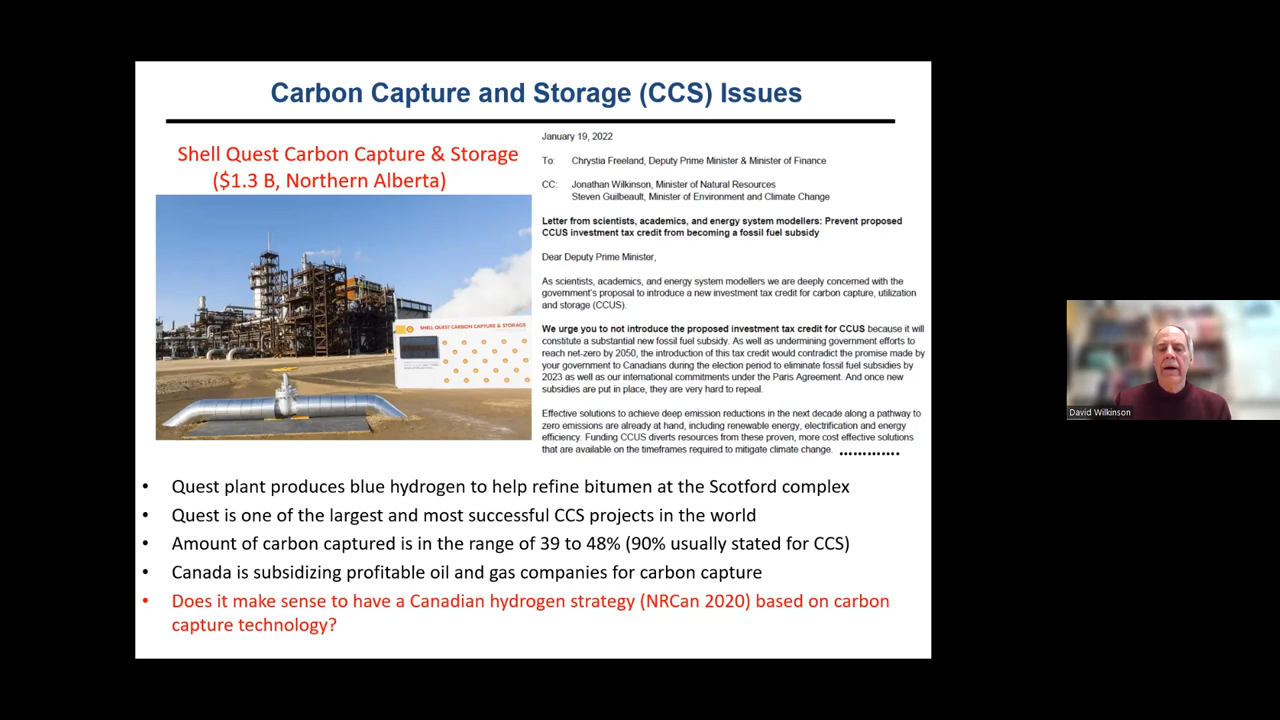 Carbon Capture and Storage (CCS) Issues
Shell Quest Carbon Capture & Storage
($1.3 B, Northern Alberta)
SHELL QUEST CARBON CAPTURE & STORAGE
January 19, 2022
To: Chrystia Freeland, Deputy Prime Minister & Minister of Finance
CC: Jonathan Wilkinson, Minister of Natural Resources
Steven Guilbeault, Minister of Environment and Climate Change
Letter from scientists, academics, and energy system modellers: Prevent proposed
CCUS investment tax credit from becoming a fossil fuel subsidy
Dear Deputy Prime Minister,
As scientists, academics, and energy system modellers we are deeply concerned with the
government's proposal to introduce a new investment tax credit for carbon capture, utilization
and storage (CCUS).
We urge you to not introduce the proposed investment tax credit for CCUS because it will
constitute a substantial new fossil fuel subsidy. As well as undermining government efforts to
reach net-zero by 2050, the introduction of this tax credit would contradict the promise made by
your government to Canadians during the election period to eliminate fossil fuel subsidies by
2023 as well as our international commitments under the Paris Agreement. And once new
subsidies are put in place, they are very hard to repeal.
Effective solutions to achieve deep emission reductions in the next decade along a pathway to
zero emissions are already at hand, including renewable energy, electrification and energy
efficiency. Funding CCUS diverts resources from these proven, more cost effective solutions
that are available on the timeframes required to mitigate climate change. ............
• Quest plant produces blue hydrogen to help refine bitumen at the Scotford complex
• Quest is one of the largest and most successful CCS projects in the world
• Amount of carbon captured is in the range of 39 to 48% (90% usually stated for CCS)
• Canada is subsidizing profitable oil and gas companies for carbon capture
• Does it make sense to have a Canadian hydrogen strategy (NRCan 2020) based on carbon
capture technology?
David Wilkinson